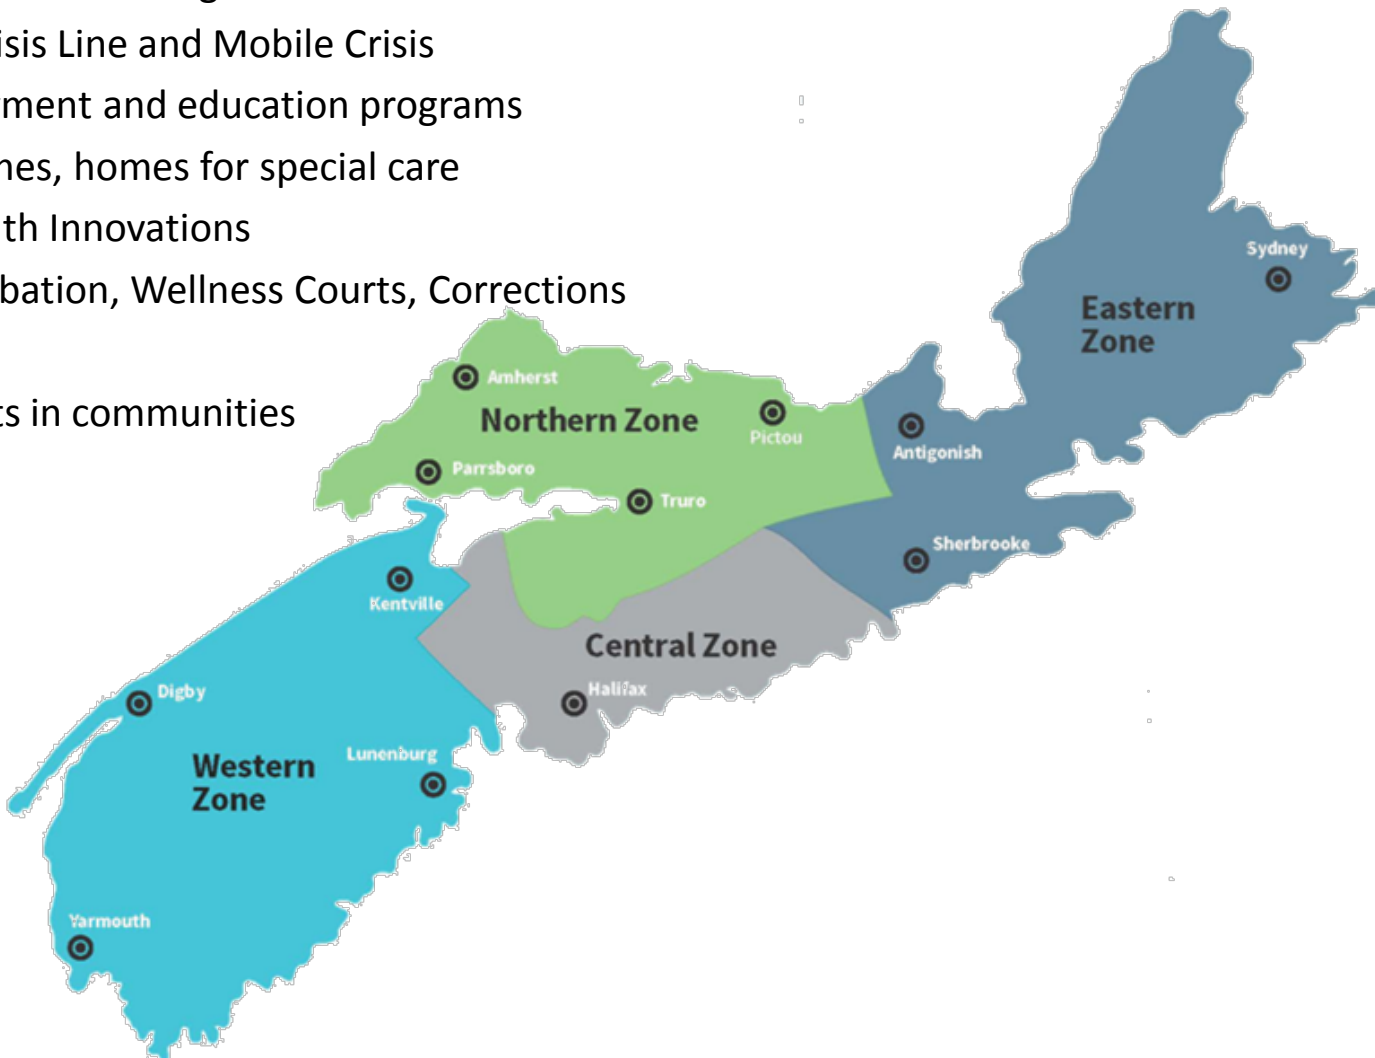 isis Line and Mobile Crisis
ment and education programs
nes, homes for special care
th Innovations
bation, Wellness Courts, Corrections
ts in communities
Sydney
Eastern
Zone
Amherst
Northern Zone
Pictou
Antigonish
Parrsboro
Truro
Sherbrooke
Kentville
Central Zone
Halifax
Digby
Lunenburg
Western
Zone
Yarmouth